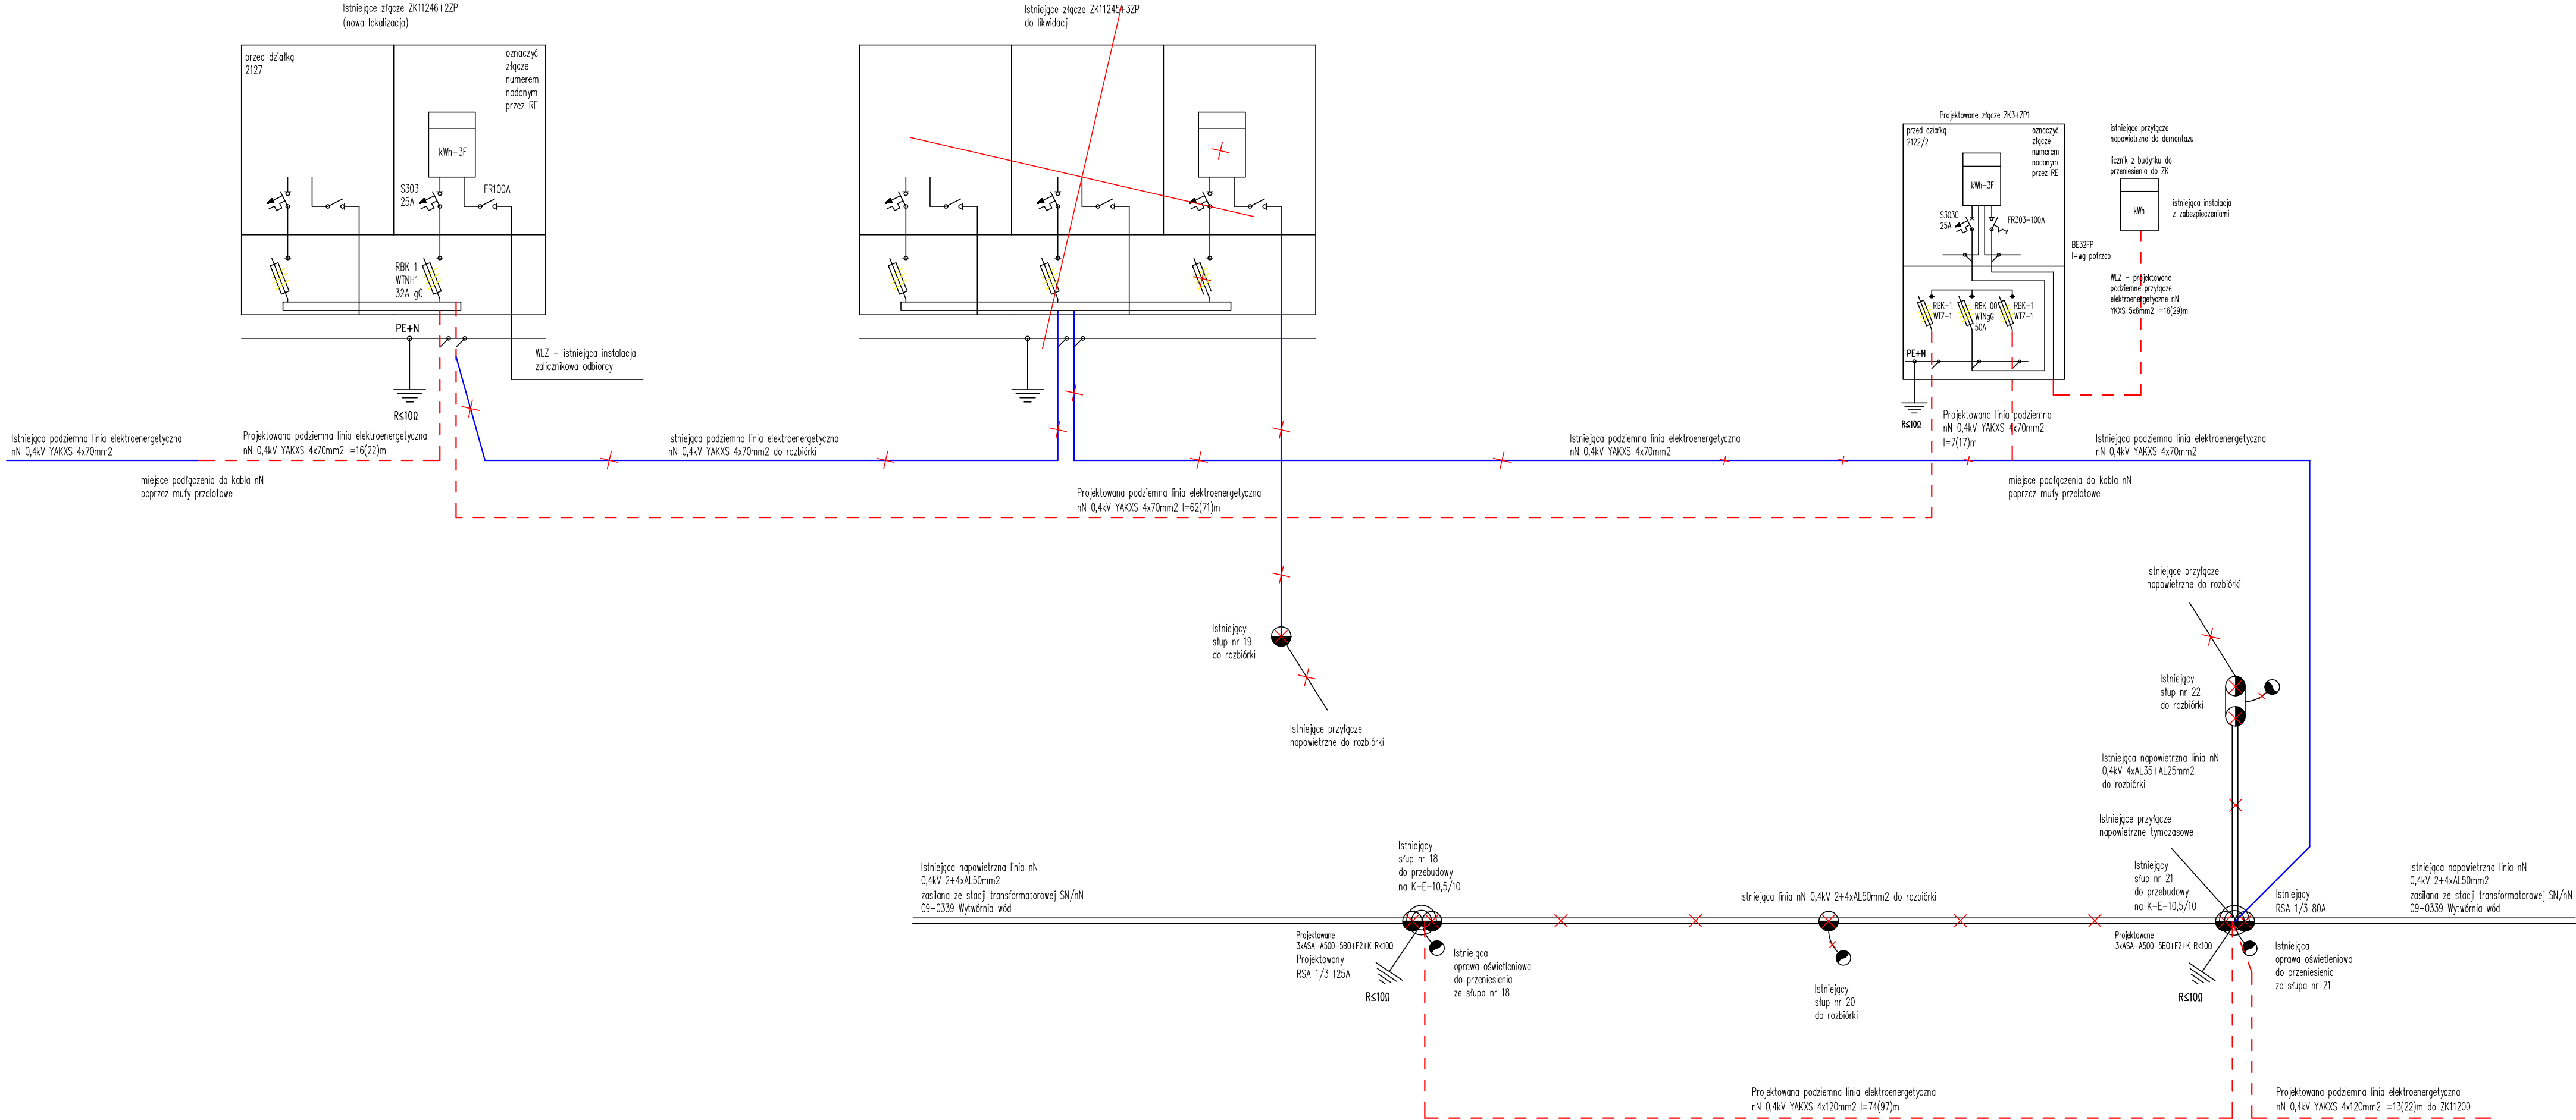 Istniejące złącze ZK11246+2ZP
(nowa lokalizacja)
przed działką
2127
oznaczyć
złącze
numerem
nadanym
przez RE
kWh-3F
S303
25A
FR100A
RBK 1
WTNH1
32A gG
PE+N
R≤10Ω
WLZ - istniejąca instalacja
zalicznikowa odbiorcy
Istniejące złącze ZK11245+3ZP
do likwidacji
Projektowane złącze ZK3+ZP1
przed działką
2122/2
oznaczyć
złącze
numerem
nadanym
przez RE
kWh-3F
S303C
25A
FR303-100A
RBK-1
WTZ-1
RBK 00
WTNgG
50A
RBK-1
WTZ-1
PE+N
R≤10Ω
istniejące przyłącze
napowietrzne do demontażu
licznik z budynku do
przeniesienia do ZK
kWh
istniejąca instalacja
z zabezpieczeniami
BE32FP
l=wg potrzeb
WLZ - projektowane
podziemne przyłącze
elektroenergetyczne nN
YKXS 5x6mm2 l=16(29)m
Istniejąca podziemna linia elektroenergetyczna
nN 0,4kV YAKXS 4x70mm2
Projektowana podziemna linia elektroenergetyczna
nN 0,4kV YAKXS 4x70mm2 l=16(22)m
miejsce podłączenia do kabla nN
poprzez mufy przelotowe
Istniejąca podziemna linia elektroenergetyczna
nN 0,4kV YAKXS 4x70mm2 do rozbiórki
Projektowana podziemna linia elektroenergetyczna
nN 0,4kV YAKXS 4x70mm2 l=62(71)m
Istniejąca podziemna linia elektroenergetyczna
nN 0,4kV YAKXS 4x70mm2
Projektowana linia podziemna
nN 0,4kV YAKXS 4x70mm2
l=7(17)m
Istniejąca podziemna linia elektroenergetyczna
nN 0,4kV YAKXS 4x70mm2
miejsce podłączenia do kabla nN
poprzez mufy przelotowe
Istniejący
słup nr 19
do rozbiórki
Istniejące przyłącze
napowietrzne do rozbiórki
Istniejące przyłącze
napowietrzne do rozbiórki
Istniejący
słup nr 22
do rozbiórki
Istniejąca napowietrzna linia nN
0,4kV 4xAL35+AL25mm2
do rozbiórki
Istniejące przyłącze
napowietrzne tymczasowe
Istniejący
słup nr 21
do przebudowy
na K-E-10,5/10
Istniejący
RSA 1/3 80A
Istniejąca napowietrzna linia nN
0,4kV 2+4xAL50mm2
zasilana ze stacji transformatorowej SN/nN
09-0339 Wytwórnia wód
Istniejąca napowietrzna linia nN
0,4kV 2+4xAL50mm2
zasilana ze stacji transformatorowej SN/nN
09-0339 Wytwórnia wód
Istniejący
słup nr 18
do przebudowy
na K-E-10,5/10
Istniejąca linia nN 0,4kV 2+4xAL50mm2 do rozbiórki
Projektowane
3xASA-A500-5B0+F2+K R<10Ω
Projektowany
RSA 1/3 125A
R≤10Ω
Istniejąca
oprawa oświetleniowa
do przeniesienia
ze słupa nr 18
Istniejący
słup nr 20
do rozbiórki
Projektowane
3xASA-A500-5B0+F2+K R<10Ω
R≤10Ω
Istniejąca
oprawa oświetleniowa
do przeniesienia
ze słupa nr 21
Projektowana podziemna linia elektroenergetyczna
nN 0,4kV YAKXS 4x120mm2 l=74(97)m
Projektowana podziemna linia elektroenergetyczna
nN 0,4kV YAKXS 4x120mm2 l=13(22)m do ZK11200